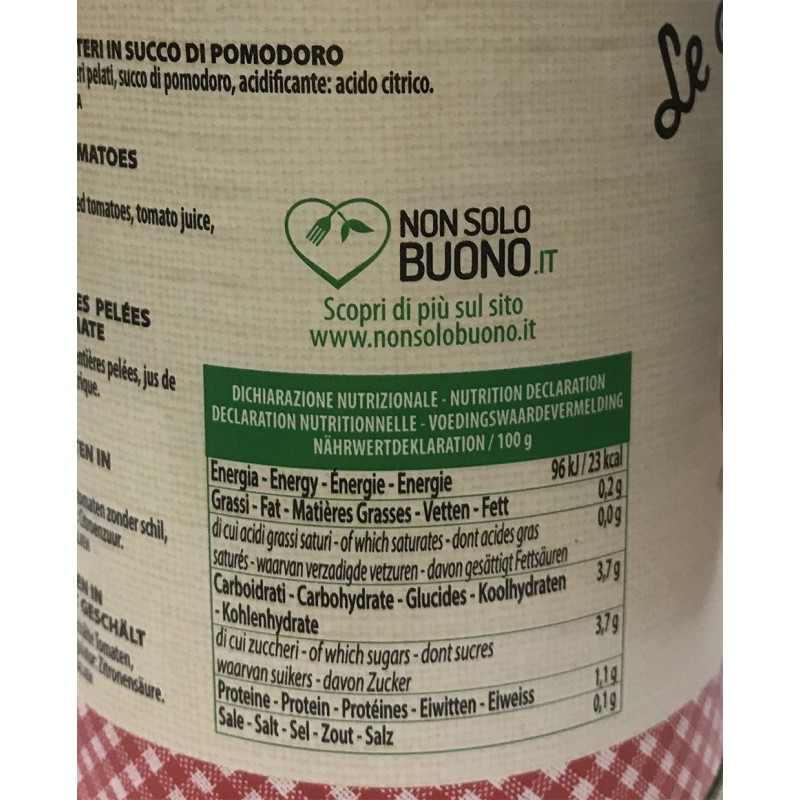 TERI IN SUCCO DI POMODORO
pelati, succo di pomodoro, acidificante: acido citrico.
MATOES
tomatoes, tomato juice,
ES PELÉES
pelées, jus de
EN IN
zonder schil,
GESCHÄLT
Tomaten,
Zitronensäure.
Le
NON SOLO
BUONO.IT
Scopri di più sul sito
www.nonsolobuono.it
DICHIARAZIONE NUTRIZIONALE - NUTRITION DECLARATION
DECLARATION NUTRITIONNELLE - VOEDINGSWAARDEVERMELDING
NÄHRWERTDEKLARATION / 100 g
Energia - Energy - Énergie - Energie 96 kJ / 23 kcal
Grassi - Fat - Matières Grasses - Vetten - Fett 0,2 g
di cui acidi grassi saturi - of which saturates - dont acides gras 0,0 g
saturés - waarvan verzadigde vetzuren - davon gesättigt Fettsäuren
Carboidrati - Carbohydrate - Glucides - Koolhydraten 3,7 g
- Kohlenhydrate
di cui zuccheri - of which sugars - dont sucres 3,7 g
waarvan suikers - davon Zucker
Proteine - Protein - Protéines - Eiwitten - Eiweiss 1,1 g
Sale - Salt - Sel - Zout - Salz 0,1 g